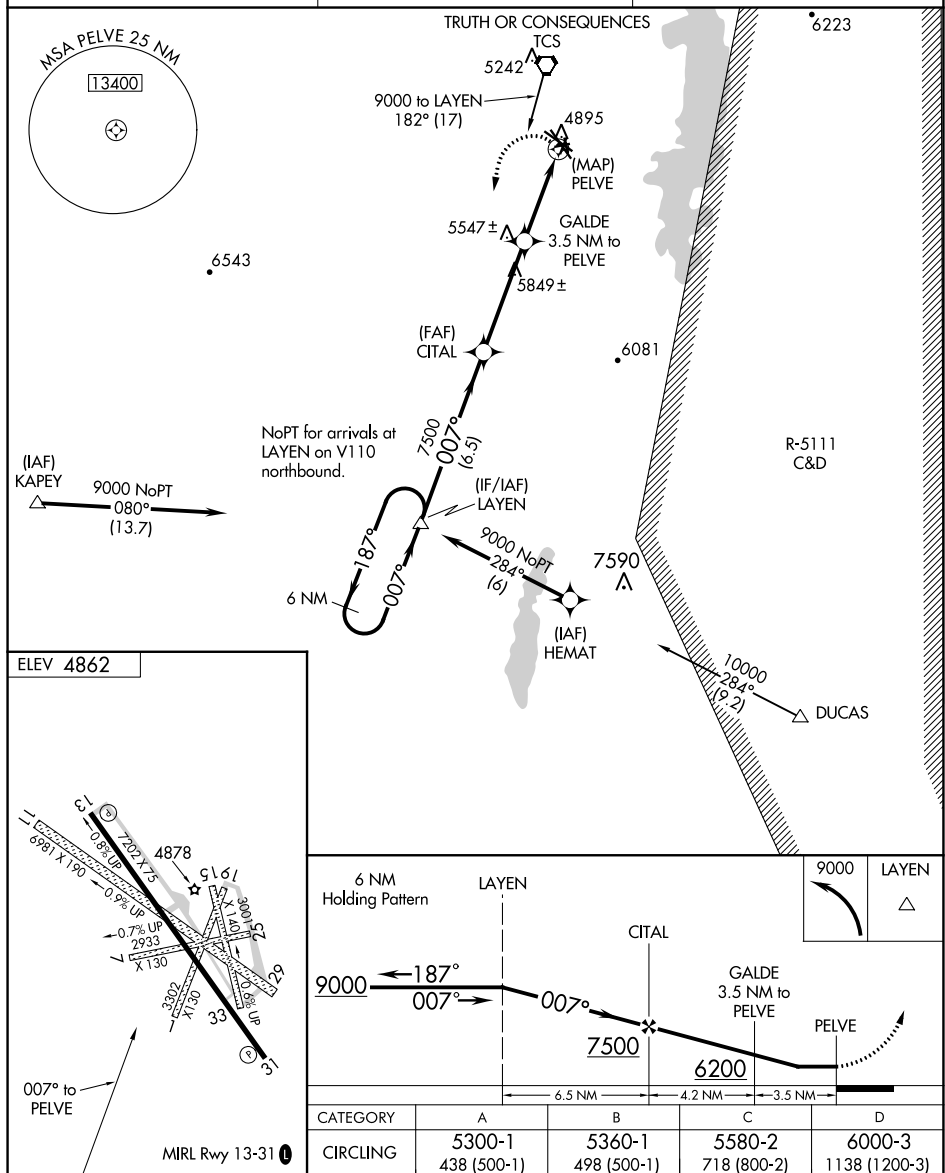 MSA PELVE 25 NM
13400
TRUTH OR CONSEQUENCES
TCS
5242
6223
9000 to LAYEN
182° (17)
4895
(MAP)
PELVE
5547±
GALDE
3.5 NM to
PELVE
6543
5849±
(FAF)
CITAL
6081
NoPT for arrivals at
LAYEN on V110
northbound.
7500
007°
(6.5)
R-5111
C&D
(IAF)
KAPEY
9000 NoPT
080°
(13.7)
(IF/IAF)
LAYEN
187°
007°
6 NM
9000 NoPT
284°
(6)
7590
(IAF)
HEMAT
10000
284°
(9.2)
DUCAS
ELEV 4862
13
P
11
7202 X 75
0.8% UP
6981 X 190
0.9% UP
4878
15
19
0.7% UP
2933
X 130
7
X 140
3001
25
3302
X130
1
0.6% UP
33
29
P
31
007° to
PELVE
MIRL Rwy 13-31 L
6 NM
Holding Pattern
LAYEN
9000
LAYEN
CITAL
GALDE
3.5 NM to
PELVE
PELVE
9000
187°
007°
007°
7500
6200
6.5 NM
4.2 NM
3.5 NM
CATEGORY A B C D
CIRCLING 5300-1 5360-1 5580-2 6000-3
438 (500-1) 498 (500-1) 718 (800-2) 1138 (1200-3)